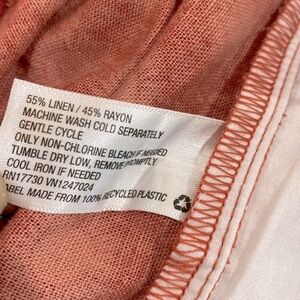 55% LINEN / 45% RAYON
MACHINE WASH COLD SEPARATELY
GENTLE CYCLE
ONLY NON-CHLORINE BLEACH IF NEEDED
TUMBLE DRY LOW, REMOVE PROMPTLY
COOL IRON IF NEEDED
RN17730 VN1247024
BEL MADE FROM 100% RECYCLED PLASTIC